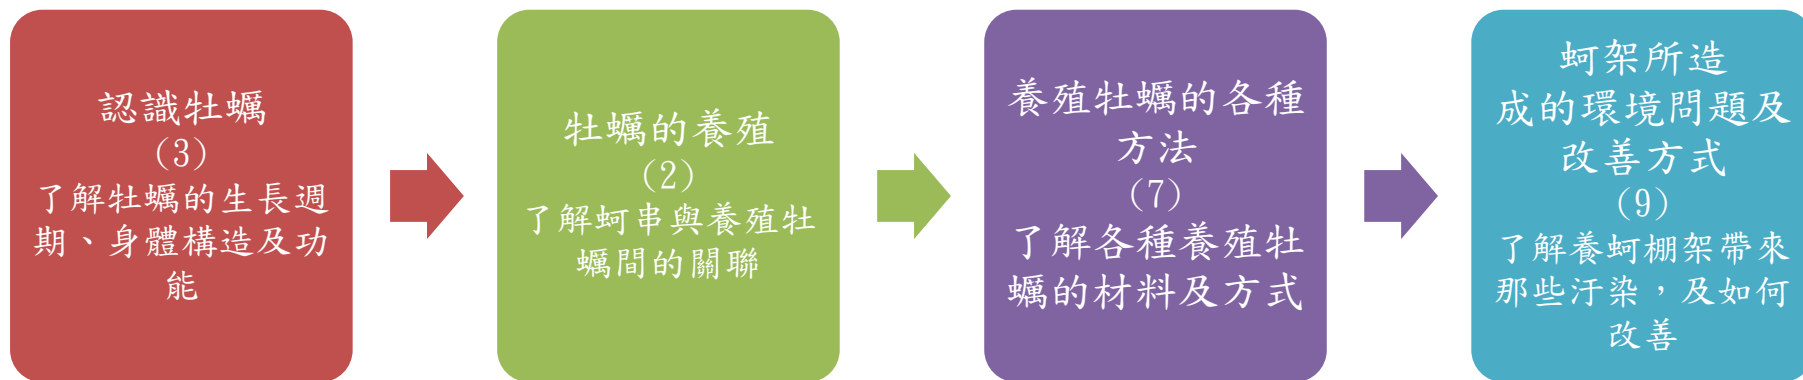 認識牡蠣
(3)
了解牡蠣的生長週
期、身體構造及功
能
牡蠣的養殖
(2)
了解蚵串與養殖牡
蠣間的關聯
養殖牡蠣的各種
方法
(7)
了解各種養殖牡
蠣的材料及方式
蚵架所造
成的環境問題及
改善方式
(9)
了解養蚵棚架帶來
那些汙染，及如何
改善